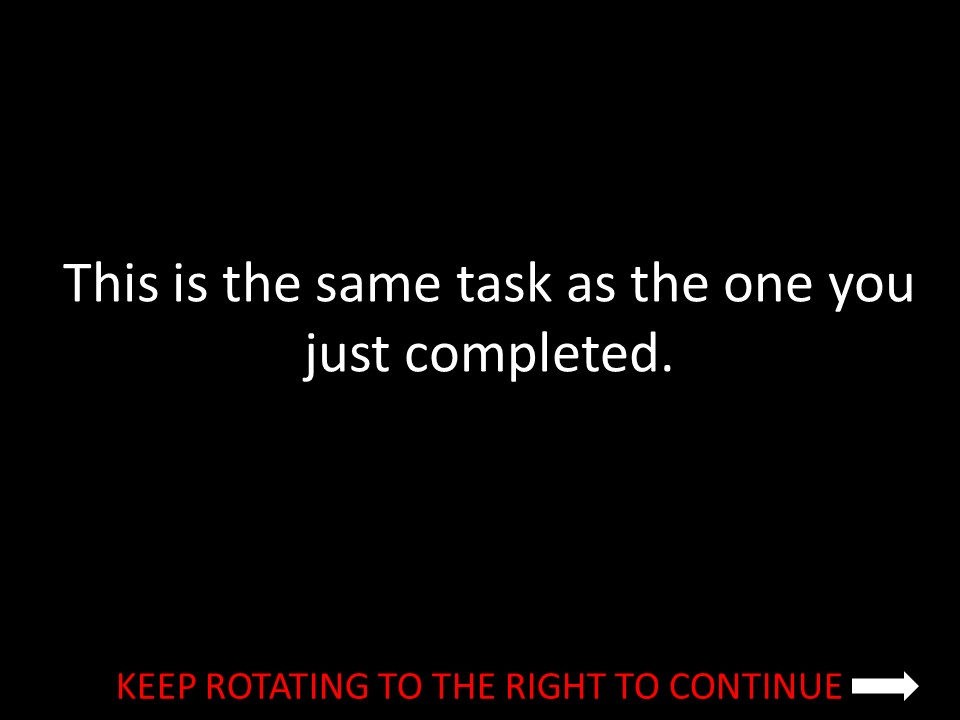 This is the same task as the one you
just completed.
KEEP ROTATING TO THE RIGHT TO CONTINUE